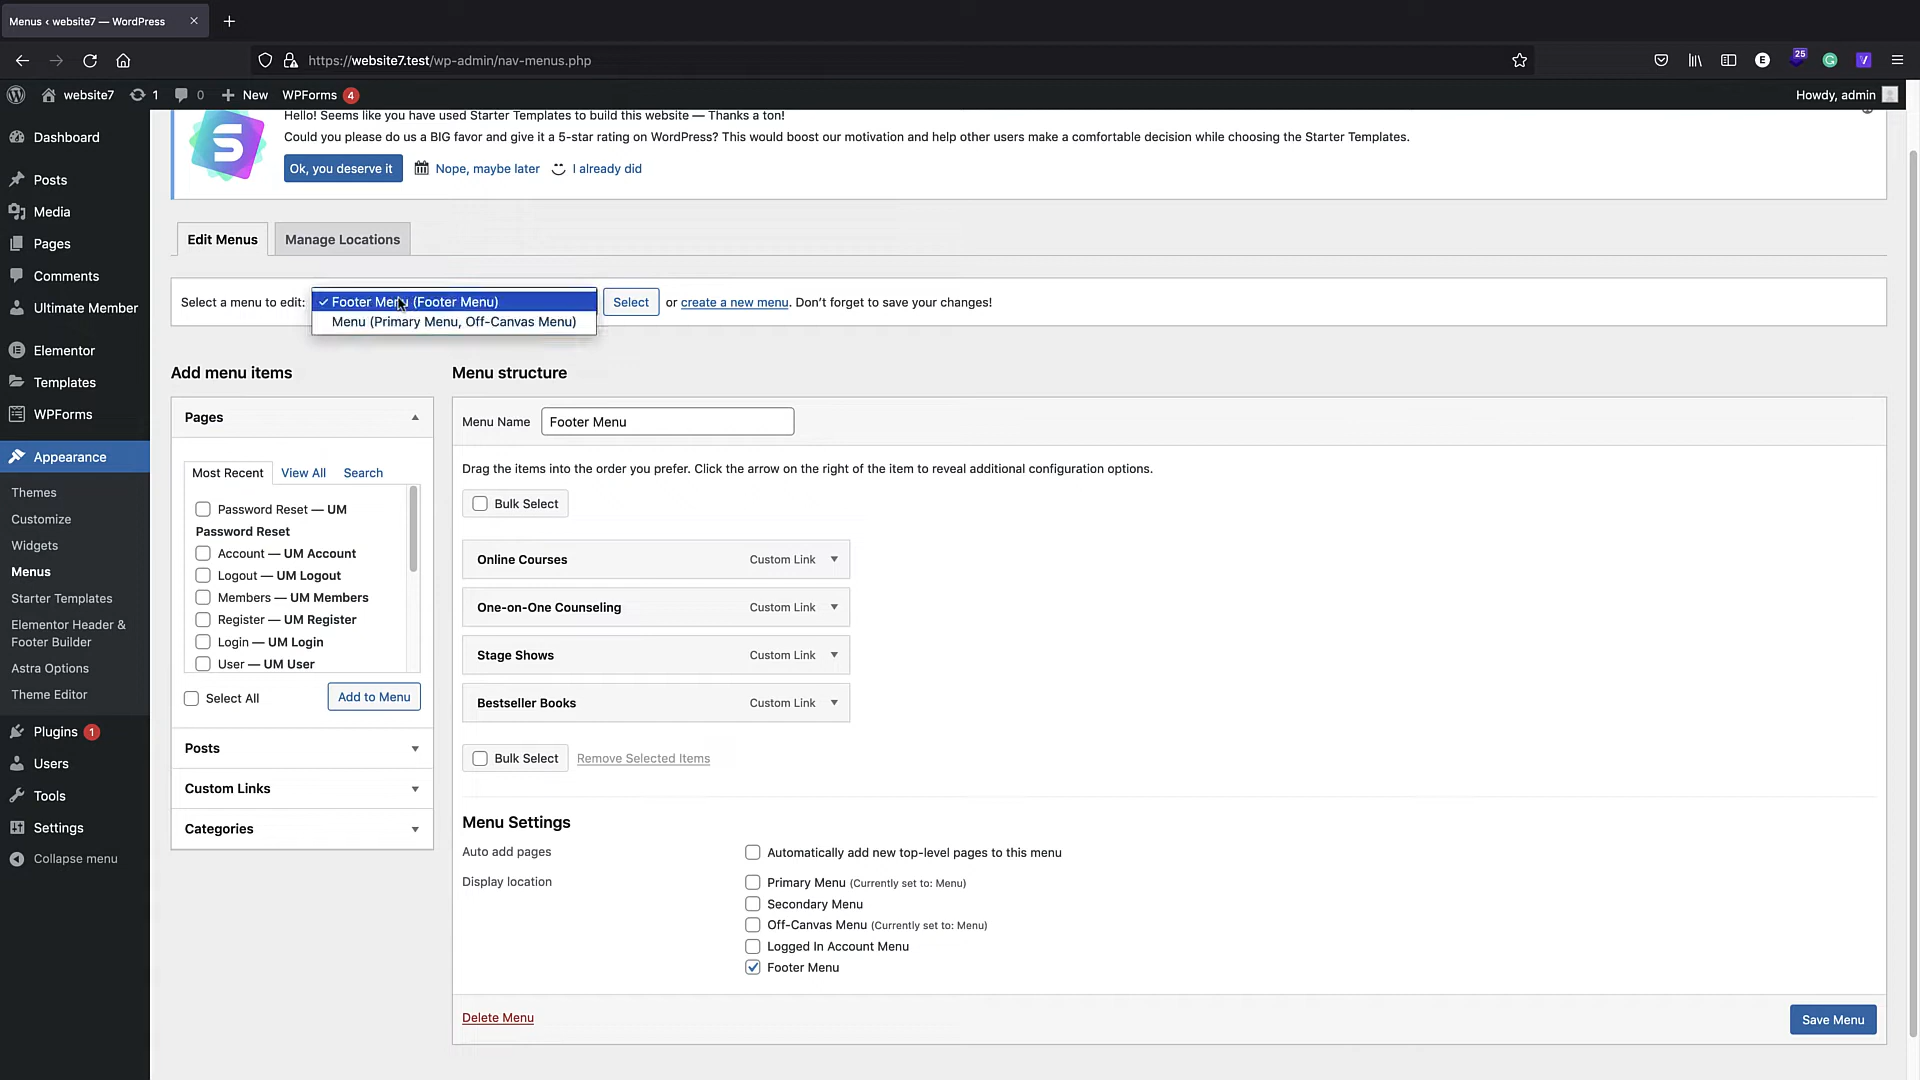 Menus ‹ website7 — WordPress
https://website7.test/wp-admin/nav-menus.php
25
website7
1
0
New
WPForms 4
Howdy, admin
Dashboard
Posts
Media
Pages
Comments
Ultimate Member
Elementor
Templates
WPForms
Appearance
Themes
Customize
Widgets
Menus
Starter Templates
Elementor Header &
Footer Builder
Astra Options
Theme Editor
Plugins 1
Users
Tools
Settings
Collapse menu
Hello! Seems like you have used Starter Templates to build this website — Thanks a ton!
Could you please do us a BIG favor and give it a 5-star rating on WordPress? This would boost our motivation and help other users make a comfortable decision while choosing the Starter Templates.
Ok, you deserve it
Nope, maybe later
I already did
Edit Menus
Manage Locations
Select a menu to edit:
Footer Menu (Footer Menu)
Menu (Primary Menu, Off-Canvas Menu)
Select
or create a new menu. Don't forget to save your changes!
Add menu items
Pages
Most Recent
View All
Search
Password Reset — UM
Password Reset
Account — UM Account
Logout — UM Logout
Members — UM Members
Register — UM Register
Login — UM Login
User — UM User
Select All
Add to Menu
Posts
Custom Links
Categories
Menu structure
Menu Name
Footer Menu
Drag the items into the order you prefer. Click the arrow on the right of the item to reveal additional configuration options.
Bulk Select
Online Courses Custom Link
One-on-One Counseling Custom Link
Stage Shows Custom Link
Bestseller Books Custom Link
Bulk Select
Remove Selected Items
Menu Settings
Auto add pages
Automatically add new top-level pages to this menu
Display location
Primary Menu (Currently set to: Menu)
Secondary Menu
Off-Canvas Menu (Currently set to: Menu)
Logged In Account Menu
Footer Menu
Delete Menu
Save Menu